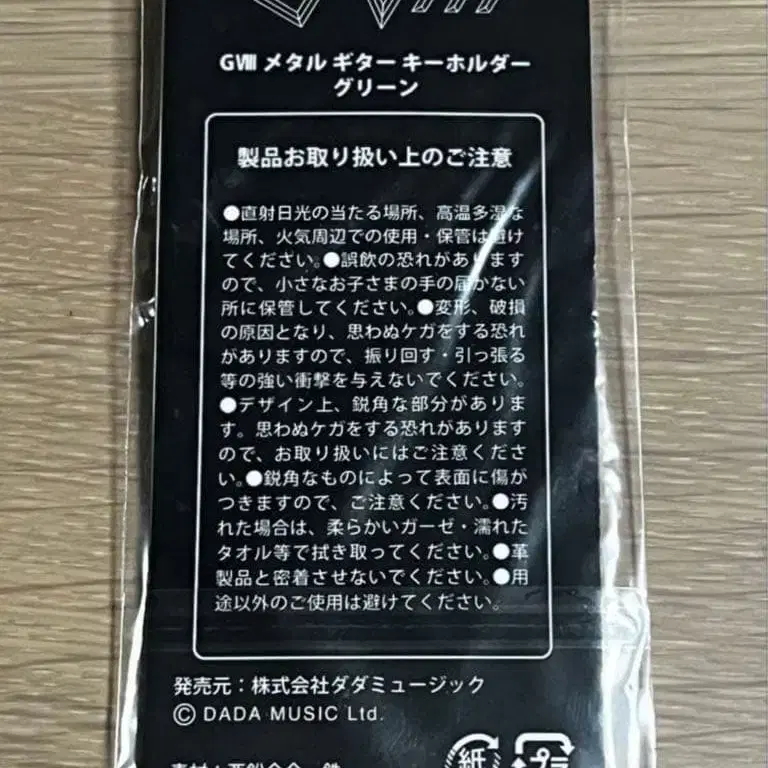 GⅧ メタル ギター キーホルダー
グリーン
製品お取り扱い上のご注意
●直射日光の当たる場所、高温多湿な
場所、火気周辺での使用・保管は避け
てください。●誤飲の恐れがあります
ので、小さなお子さまの手の届かない
所に保管してください。●変形、破損
の原因となり、思わぬケガをする恐れ
がありますので、振り回す・引っ張る
等の強い衝撃を与えないでください。
●デザイン上、鋭角な部分がありま
す。思わぬケガをする恐れがあります
ので、お取り扱いにはご注意くださ
い。●鋭角なものによって表面に傷が
つきますので、ご注意ください。●汚
れた場合は、柔らかいガーゼ・濡れた
タオル等で拭き取ってください。●革
製品と密着させないでください。●用
途以外のご使用は避けてください。
発売元：株式会社ダダミュージック
© DADA MUSIC Ltd.
素材：亜鉛合金、鉄
紙 プラ